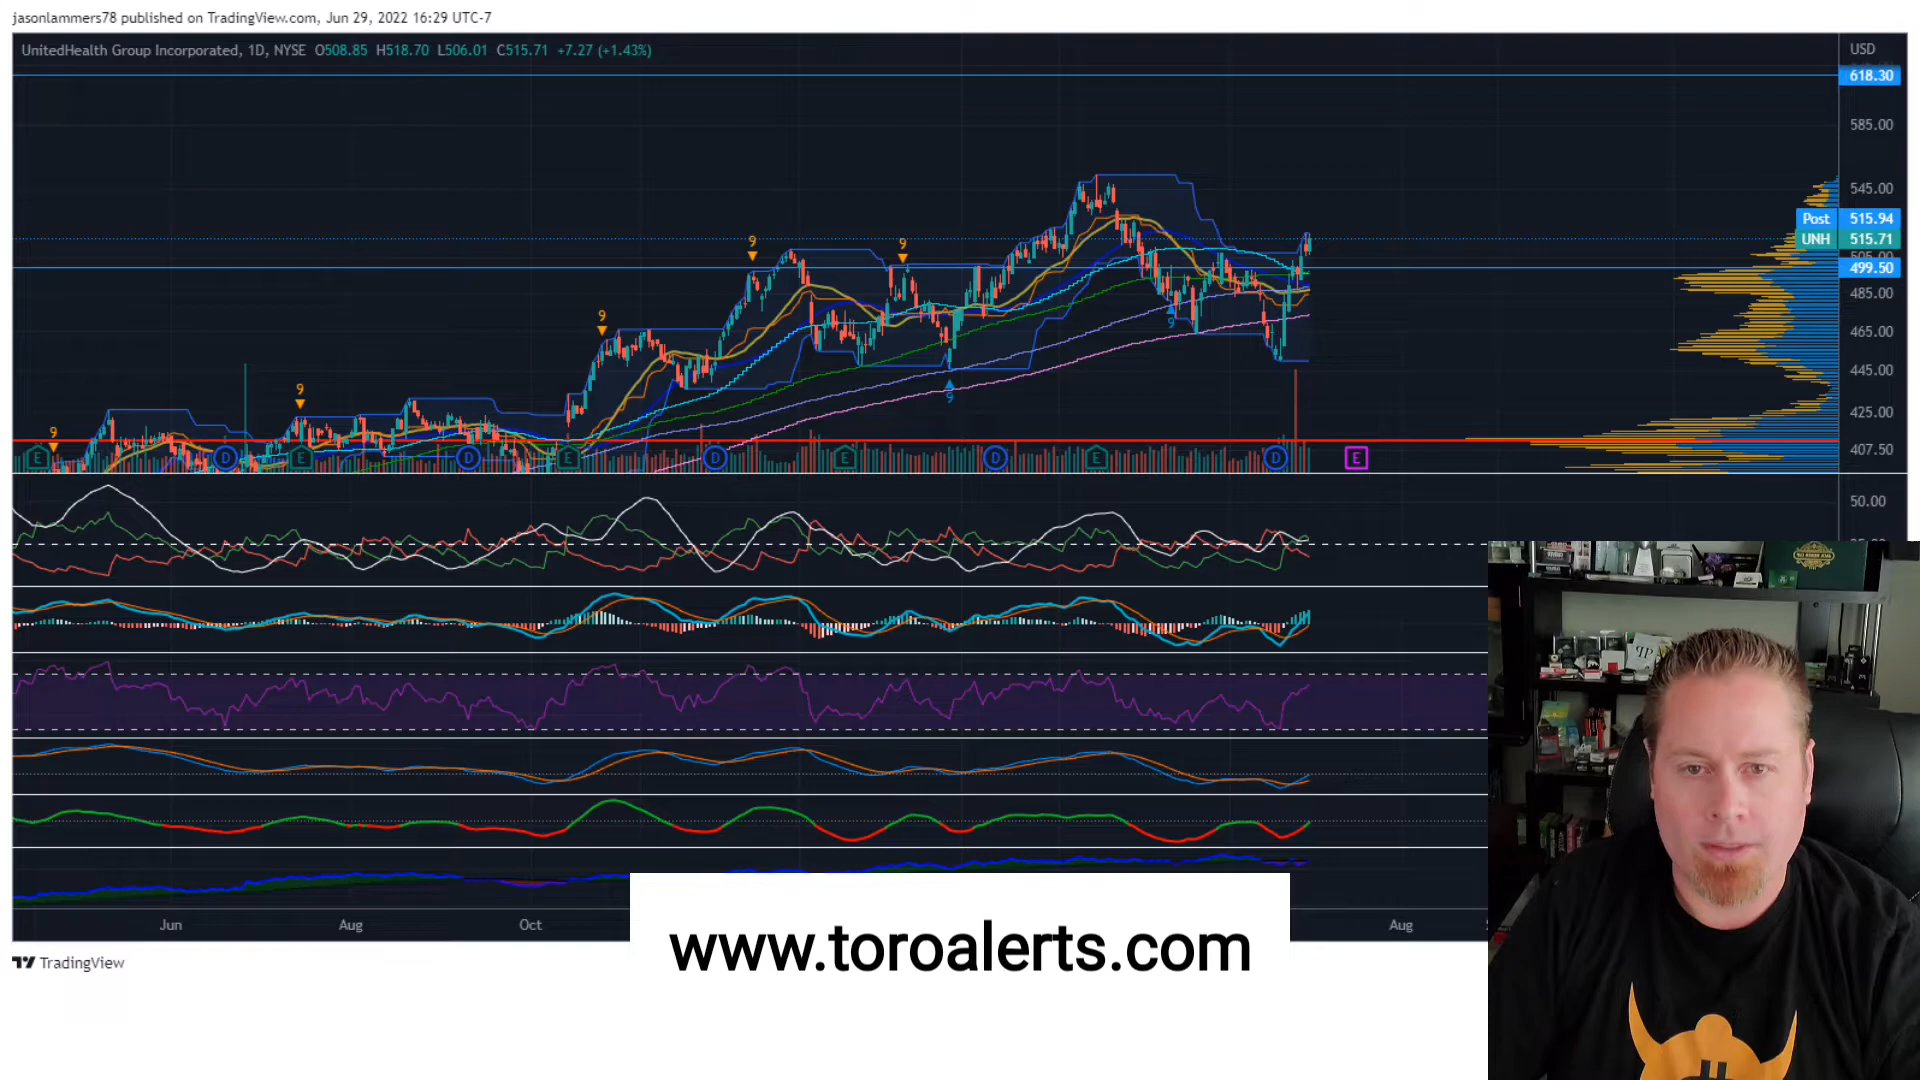 jasonlammers78 published on TradingView.com, Jun 29, 2022 16:29 UTC-7
UnitedHealth Group Incorporated, 1D, NYSE O508.85 H518.70 L506.01 C515.71 +7.27 (+1.43%)
USD
618.30
585.00
545.00
Post 515.94
UNH 515.71
505.00
499.50
485.00
465.00
445.00
425.00
407.50
50.00
9
9
9
9
9
9
9
E D E D E D E D E D E
Jun Aug Oct Aug
TradingView
www.toroalerts.com